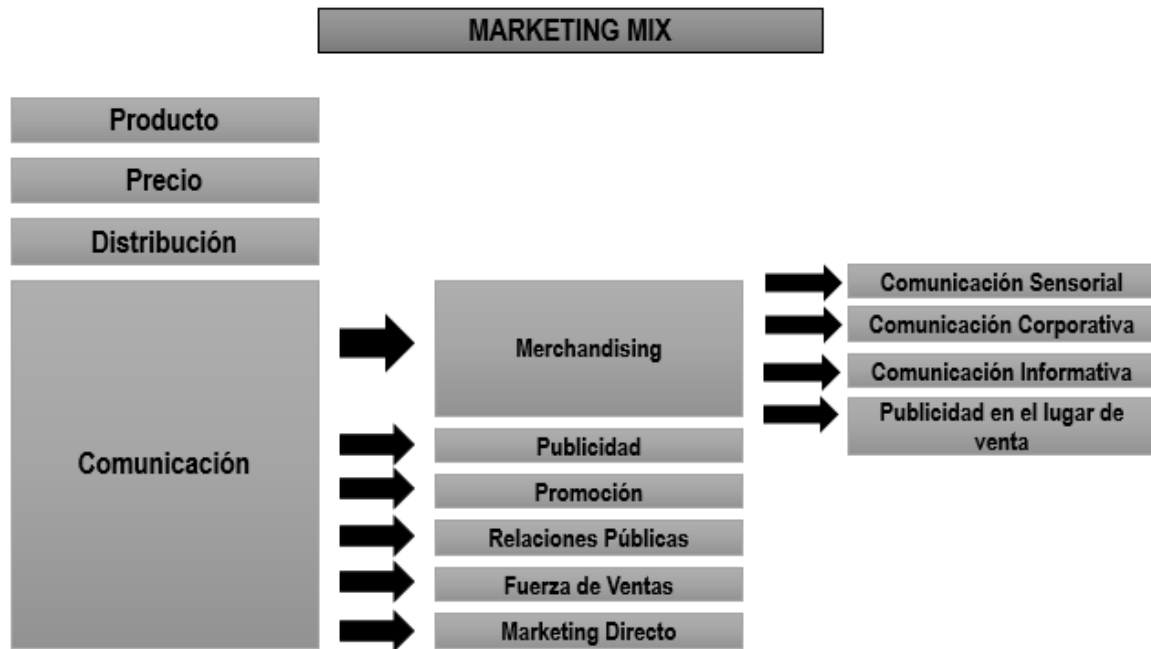 MARKETING MIX
Producto
Precio
Distribución
Comunicación
Merchandising
Publicidad
Promoción
Relaciones Públicas
Fuerza de Ventas
Marketing Directo
Comunicación Sensorial
Comunicación Corporativa
Comunicación Informativa
Publicidad en el lugar de
venta